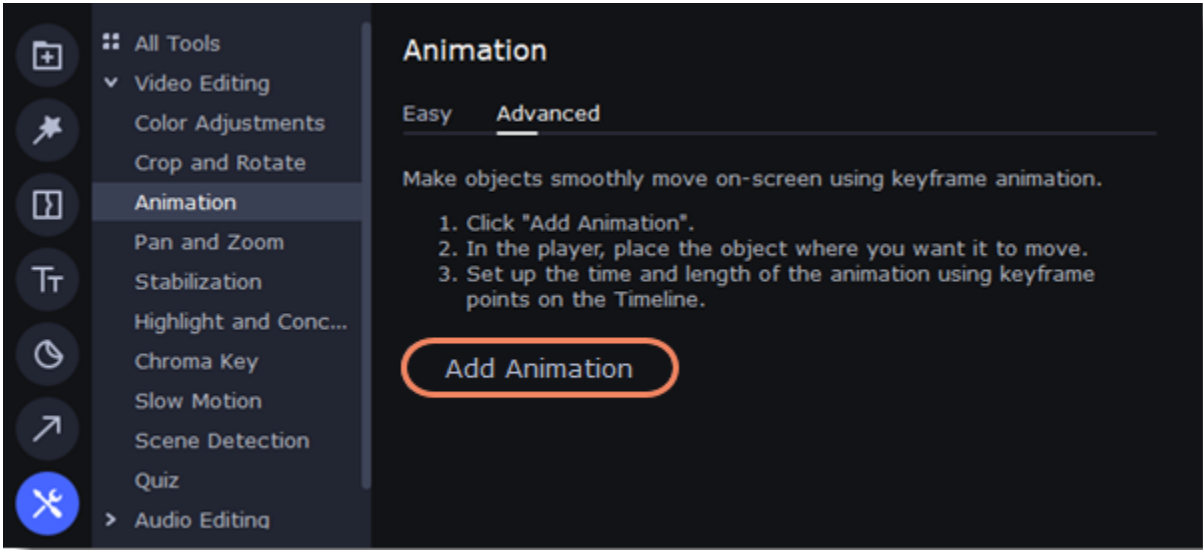 All Tools
Video Editing
Color Adjustments
Crop and Rotate
Animation
Pan and Zoom
Stabilization
Highlight and Conc...
Chroma Key
Slow Motion
Scene Detection
Quiz
Audio Editing
Tт
Animation
Easy Advanced
Make objects smoothly move on-screen using keyframe animation.
1. Click "Add Animation".
2. In the player, place the object where you want it to move.
3. Set up the time and length of the animation using keyframe
points on the Timeline.
Add Animation